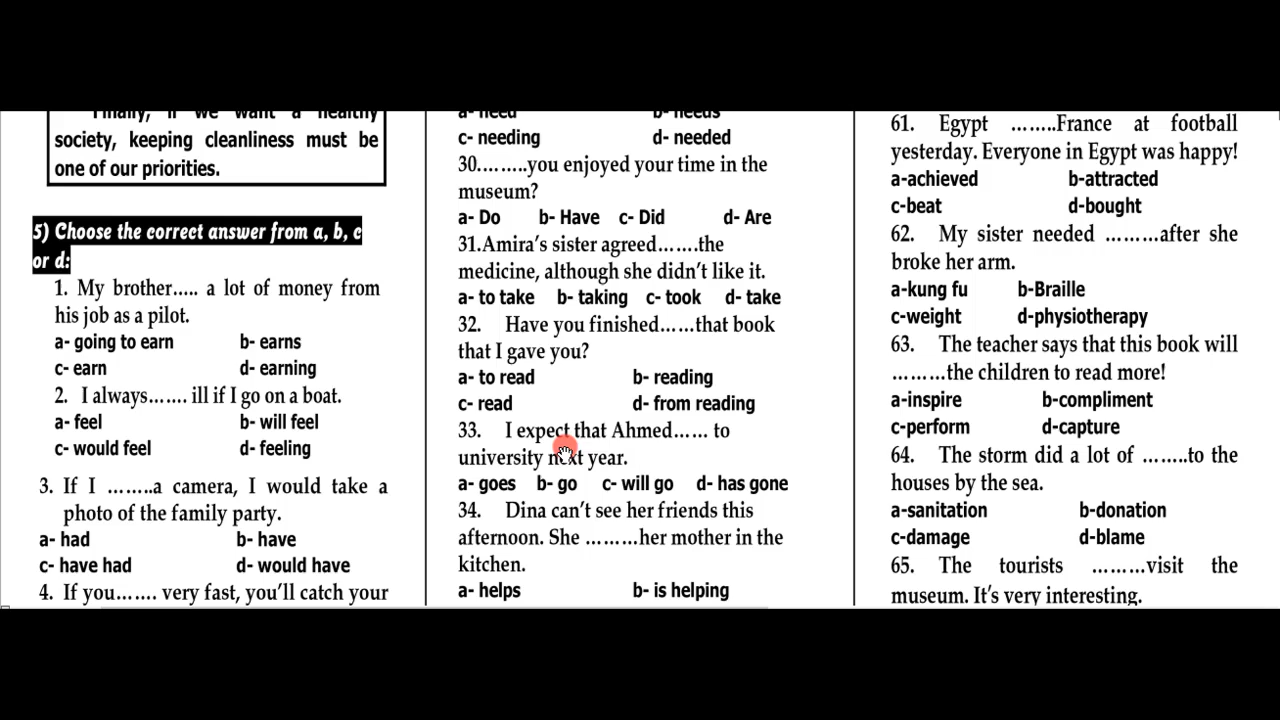 Finally, if we want a healthy
society, keeping cleanliness must be
one of our priorities.
5) Choose the correct answer from a, b, c
or d:
1. My brother..... a lot of money from
his job as a pilot.
a- going to earn b- earns
c- earn d- earning
2. I always……. ill if I go on a boat.
a- feel b- will feel
c- would feel d- feeling
3. If I ……..a camera, I would take a
photo of the family party.
a- had b- have
c- have had d- would have
4. If you……. very fast, you’ll catch your
a- need b- needs
c- needing d- needed
30.……..you enjoyed your time in the
museum?
a- Do b- Have c- Did d- Are
31.Amira’s sister agreed…….the
medicine, although she didn’t like it.
a- to take b- taking c- took d- take
32. Have you finished……that book
that I gave you?
a- to read b- reading
c- read d- from reading
33. I expect that Ahmed…… to
university next year.
a- goes b- go c- will go d- has gone
34. Dina can’t see her friends this
afternoon. She ………her mother in the
kitchen.
a- helps b- is helping
61. Egypt ……..France at football
yesterday. Everyone in Egypt was happy!
a-achieved b-attracted
c-beat d-bought
62. My sister needed ………after she
broke her arm.
a-kung fu b-Braille
c-weight d-physiotherapy
63. The teacher says that this book will
………the children to read more!
a-inspire b-compliment
c-perform d-capture
64. The storm did a lot of ……..to the
houses by the sea.
a-sanitation b-donation
c-damage d-blame
65. The tourists ………visit the
museum. It’s very interesting.